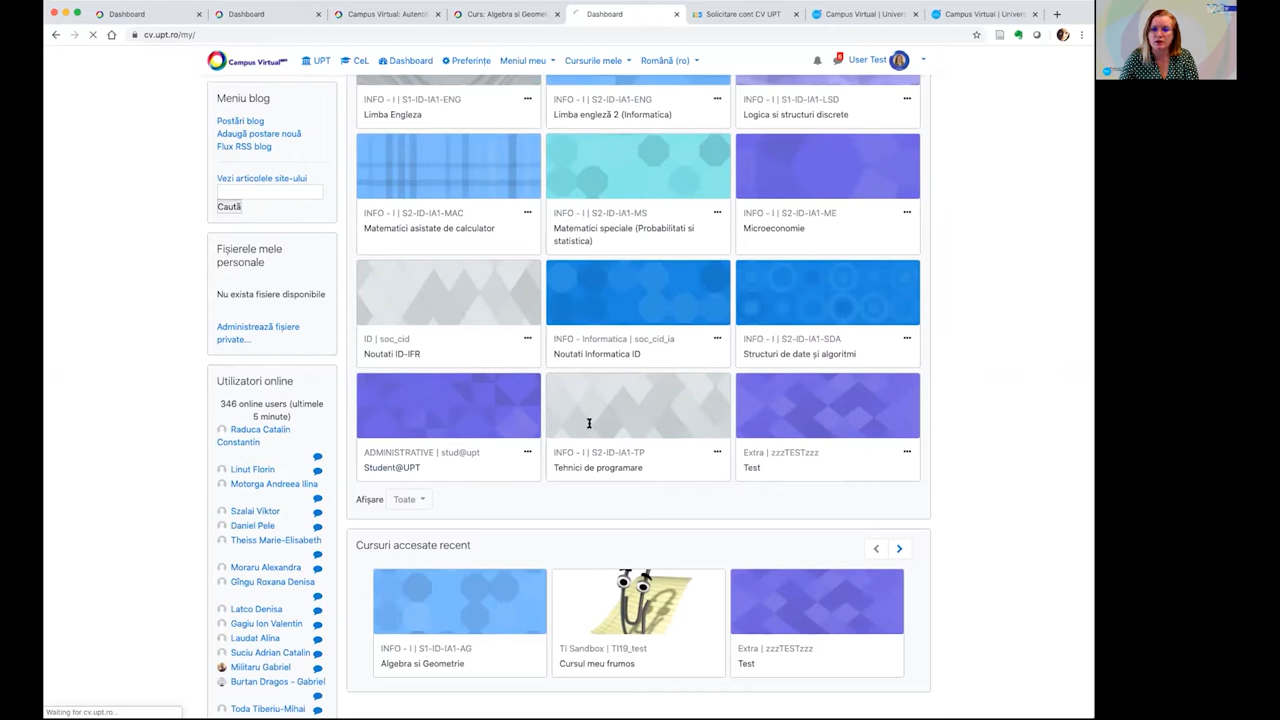 Dashboard
Dashboard
Campus Virtual: Autentifi
Curs: Algebra si Geomet
Dashboard
Solicitare cont CV UPT
Campus Virtual | Univers
Campus Virtual | Univers
cv.upt.ro/my/
Campus Virtual
UPT
CeL
Dashboard
Preferințe
Meniul meu
Cursurile mele
Română (ro)
User Test
Meniu blog
Postări blog
Adaugă postare nouă
Flux RSS blog
Vezi articolele site-ului
Caută
Fișierele mele
personale
Nu exista fisiere disponibile
Administrează fișiere
private...
Utilizatori online
346 online users (ultimele
5 minute)
Raduca Catalin
Constantin
Linut Florin
Motorga Andreea Ilina
Szalai Viktor
Daniel Pele
Theiss Marie-Elisabeth
Moraru Alexandra
Gîngu Roxana Denisa
Latco Denisa
Gagiu Ion Valentin
Laudat Alina
Suciu Adrian Catalin
Militaru Gabriel
Burtan Dragos - Gabriel
Toda Tiberiu-Mihai
INFO - I | S1-ID-IA1-ENG
Limba Engleza
INFO - I | S2-ID-IA1-ENG
Limba engleză 2 (Informatica)
INFO - I | S1-ID-IA1-LSD
Logica si structuri discrete
INFO - I | S2-ID-IA1-MAC
Matematici asistate de calculator
INFO - I | S2-ID-IA1-MS
Matematici speciale (Probabilitati si
statistica)
INFO - I | S2-ID-IA1-ME
Microeconomie
ID | soc_cid
Noutati ID-IFR
INFO - Informatica | soc_cid_ia
Noutati Informatica ID
INFO - I | S2-ID-IA1-SDA
Structuri de date și algoritmi
ADMINISTRATIVE | stud@upt
Student@UPT
INFO - I | S2-ID-IA1-TP
Tehnici de programare
Extra | zzzTESTzzz
Test
Afișare
Toate
Cursuri accesate recent
INFO - I | S1-ID-IA1-AG
Algebra si Geometrie
TI Sandbox | TI19_test
Cursul meu frumos
Extra | zzzTESTzzz
Test
Waiting for cv.upt.ro...